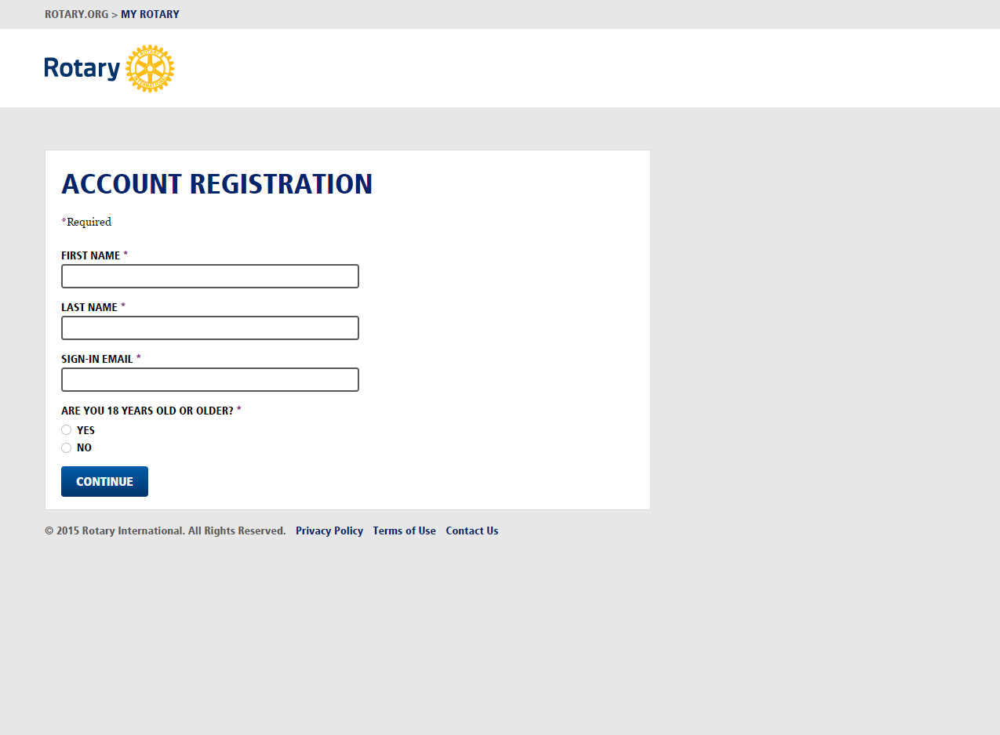 ROTARY.ORG > MY ROTARY
Rotary
ROTARY
INTERNATIONAL
ACCOUNT REGISTRATION
*Required
FIRST NAME *
LAST NAME *
SIGN-IN EMAIL *
ARE YOU 18 YEARS OLD OR OLDER? *
YES
NO
CONTINUE
© 2015 Rotary International. All Rights Reserved. Privacy Policy Terms of Use Contact Us